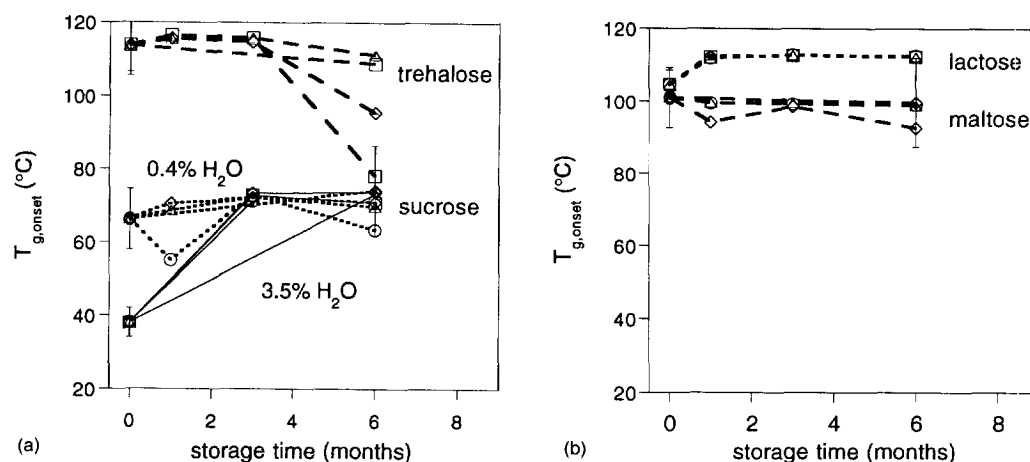 120
100
80
60
40
20
T g,onset (°C)
trehalose
0.4% H2O
sucrose
3.5% H2O
0 2 4 6 8
(a) storage time (months)
120
100
80
60
40
20
T g,onset (°C)
lactose
maltose
0 2 4 6 8
(b) storage time (months)